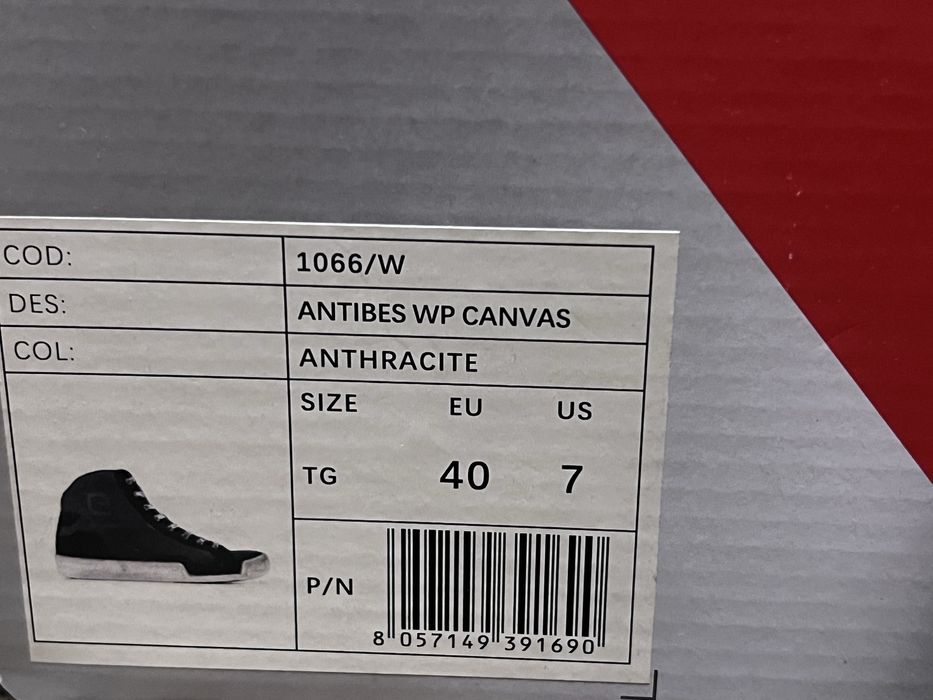 COD: 1066/W
DES: ANTIBES WP CANVAS
COL: ANTHRACITE
SIZE EU US
TG 40 7
P/N
8 057149 391690